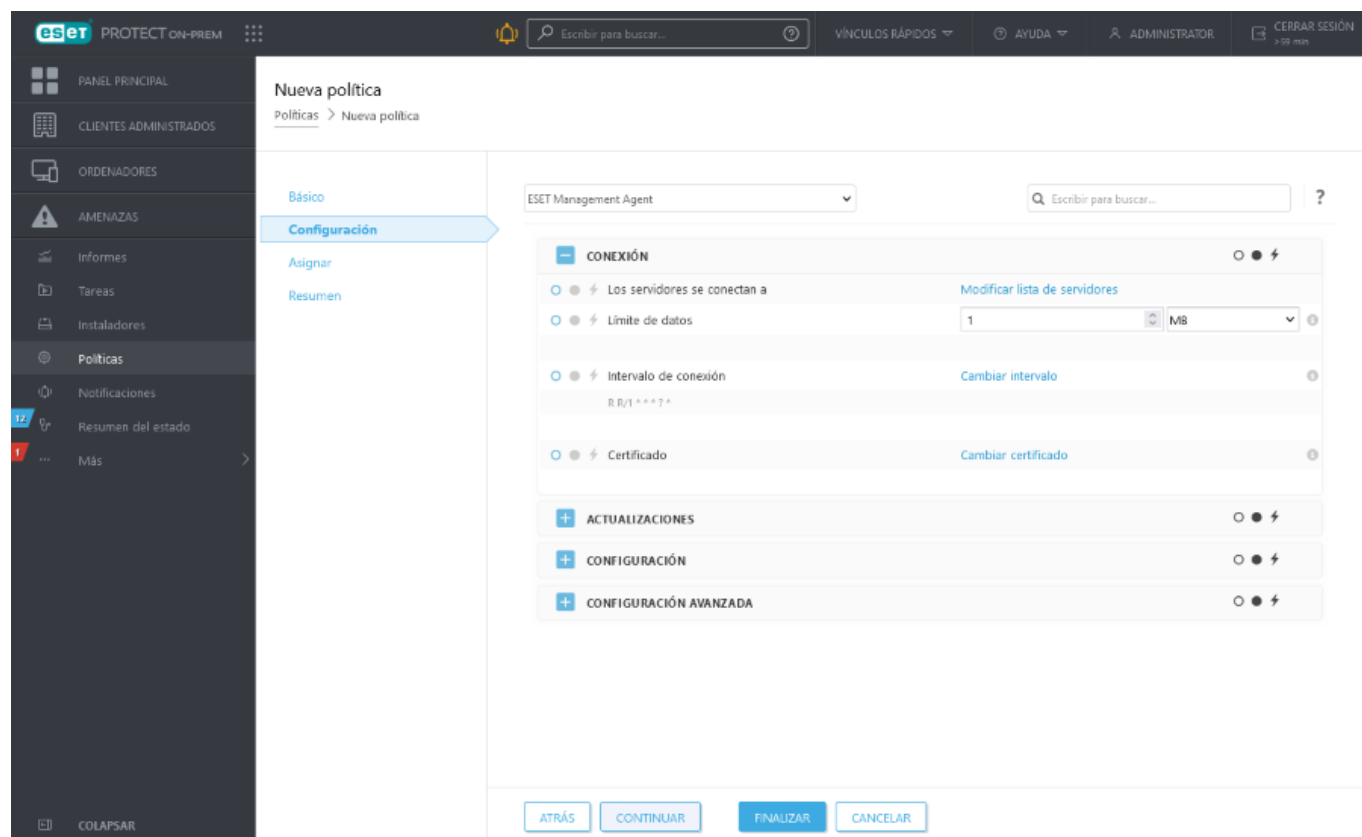 eset PROTECT ON-PREM
Escribir para buscar...
VÍNCULOS RÁPIDOS
AYUDA
ADMINISTRATOR
CERRAR SESIÓN
>59 min
PANEL PRINCIPAL
CLIENTES ADMINISTRADOS
ORDENADORES
AMENAZAS
Informes
Tareas
Instaladores
Políticas
Notificaciones
12
Resumen del estado
1
Más
COLAPSAR
Nueva política
Políticas > Nueva política
Básico
Configuración
Asignar
Resumen
ESET Management Agent
Escribir para buscar...
?
CONEXIÓN
Los servidores se conectan a Modificar lista de servidores
Límite de datos 1 MB
Intervalo de conexión Cambiar intervalo
R R/1 * * * ? *
Certificado Cambiar certificado
ACTUALIZACIONES
CONFIGURACIÓN
CONFIGURACIÓN AVANZADA
ATRÁS CONTINUAR FINALIZAR CANCELAR